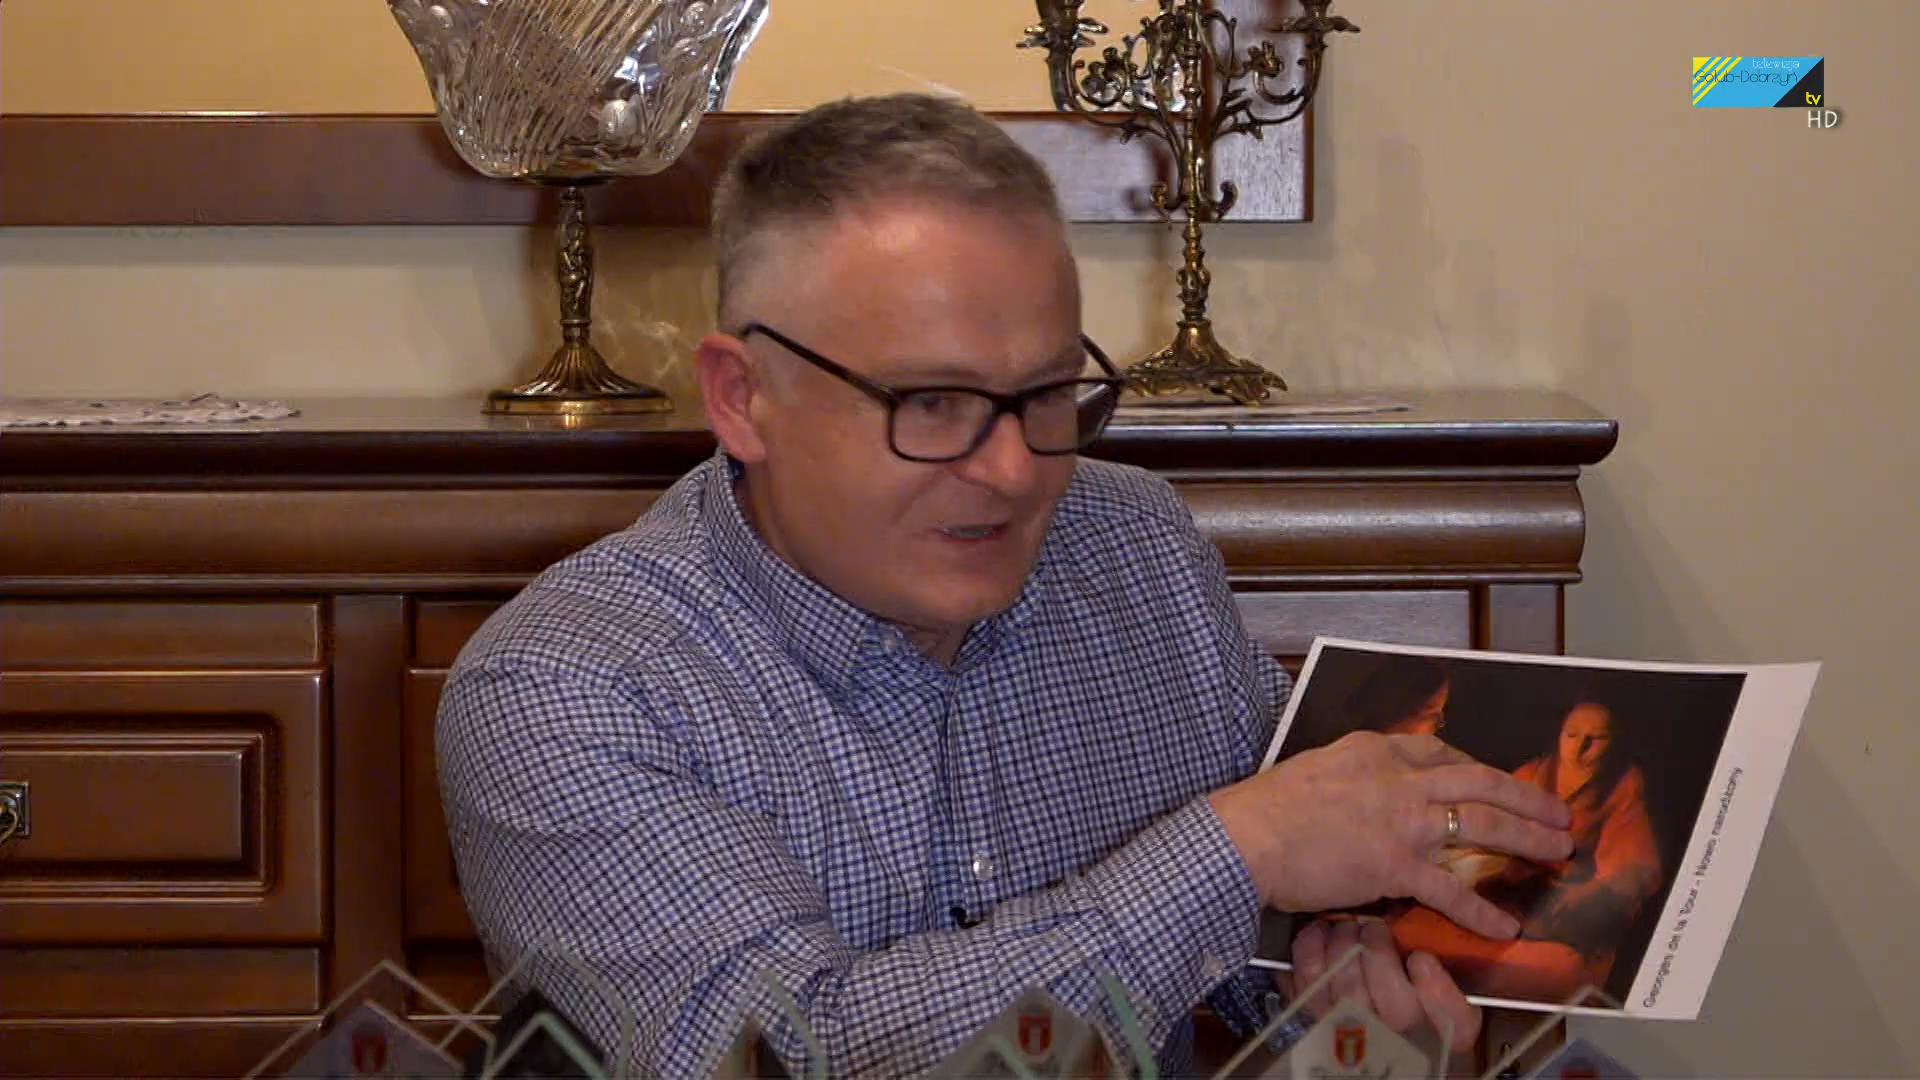 telewizja
Golub-Dobrzyń
tv
HD
Georges de la Tour - Nowo narodzony